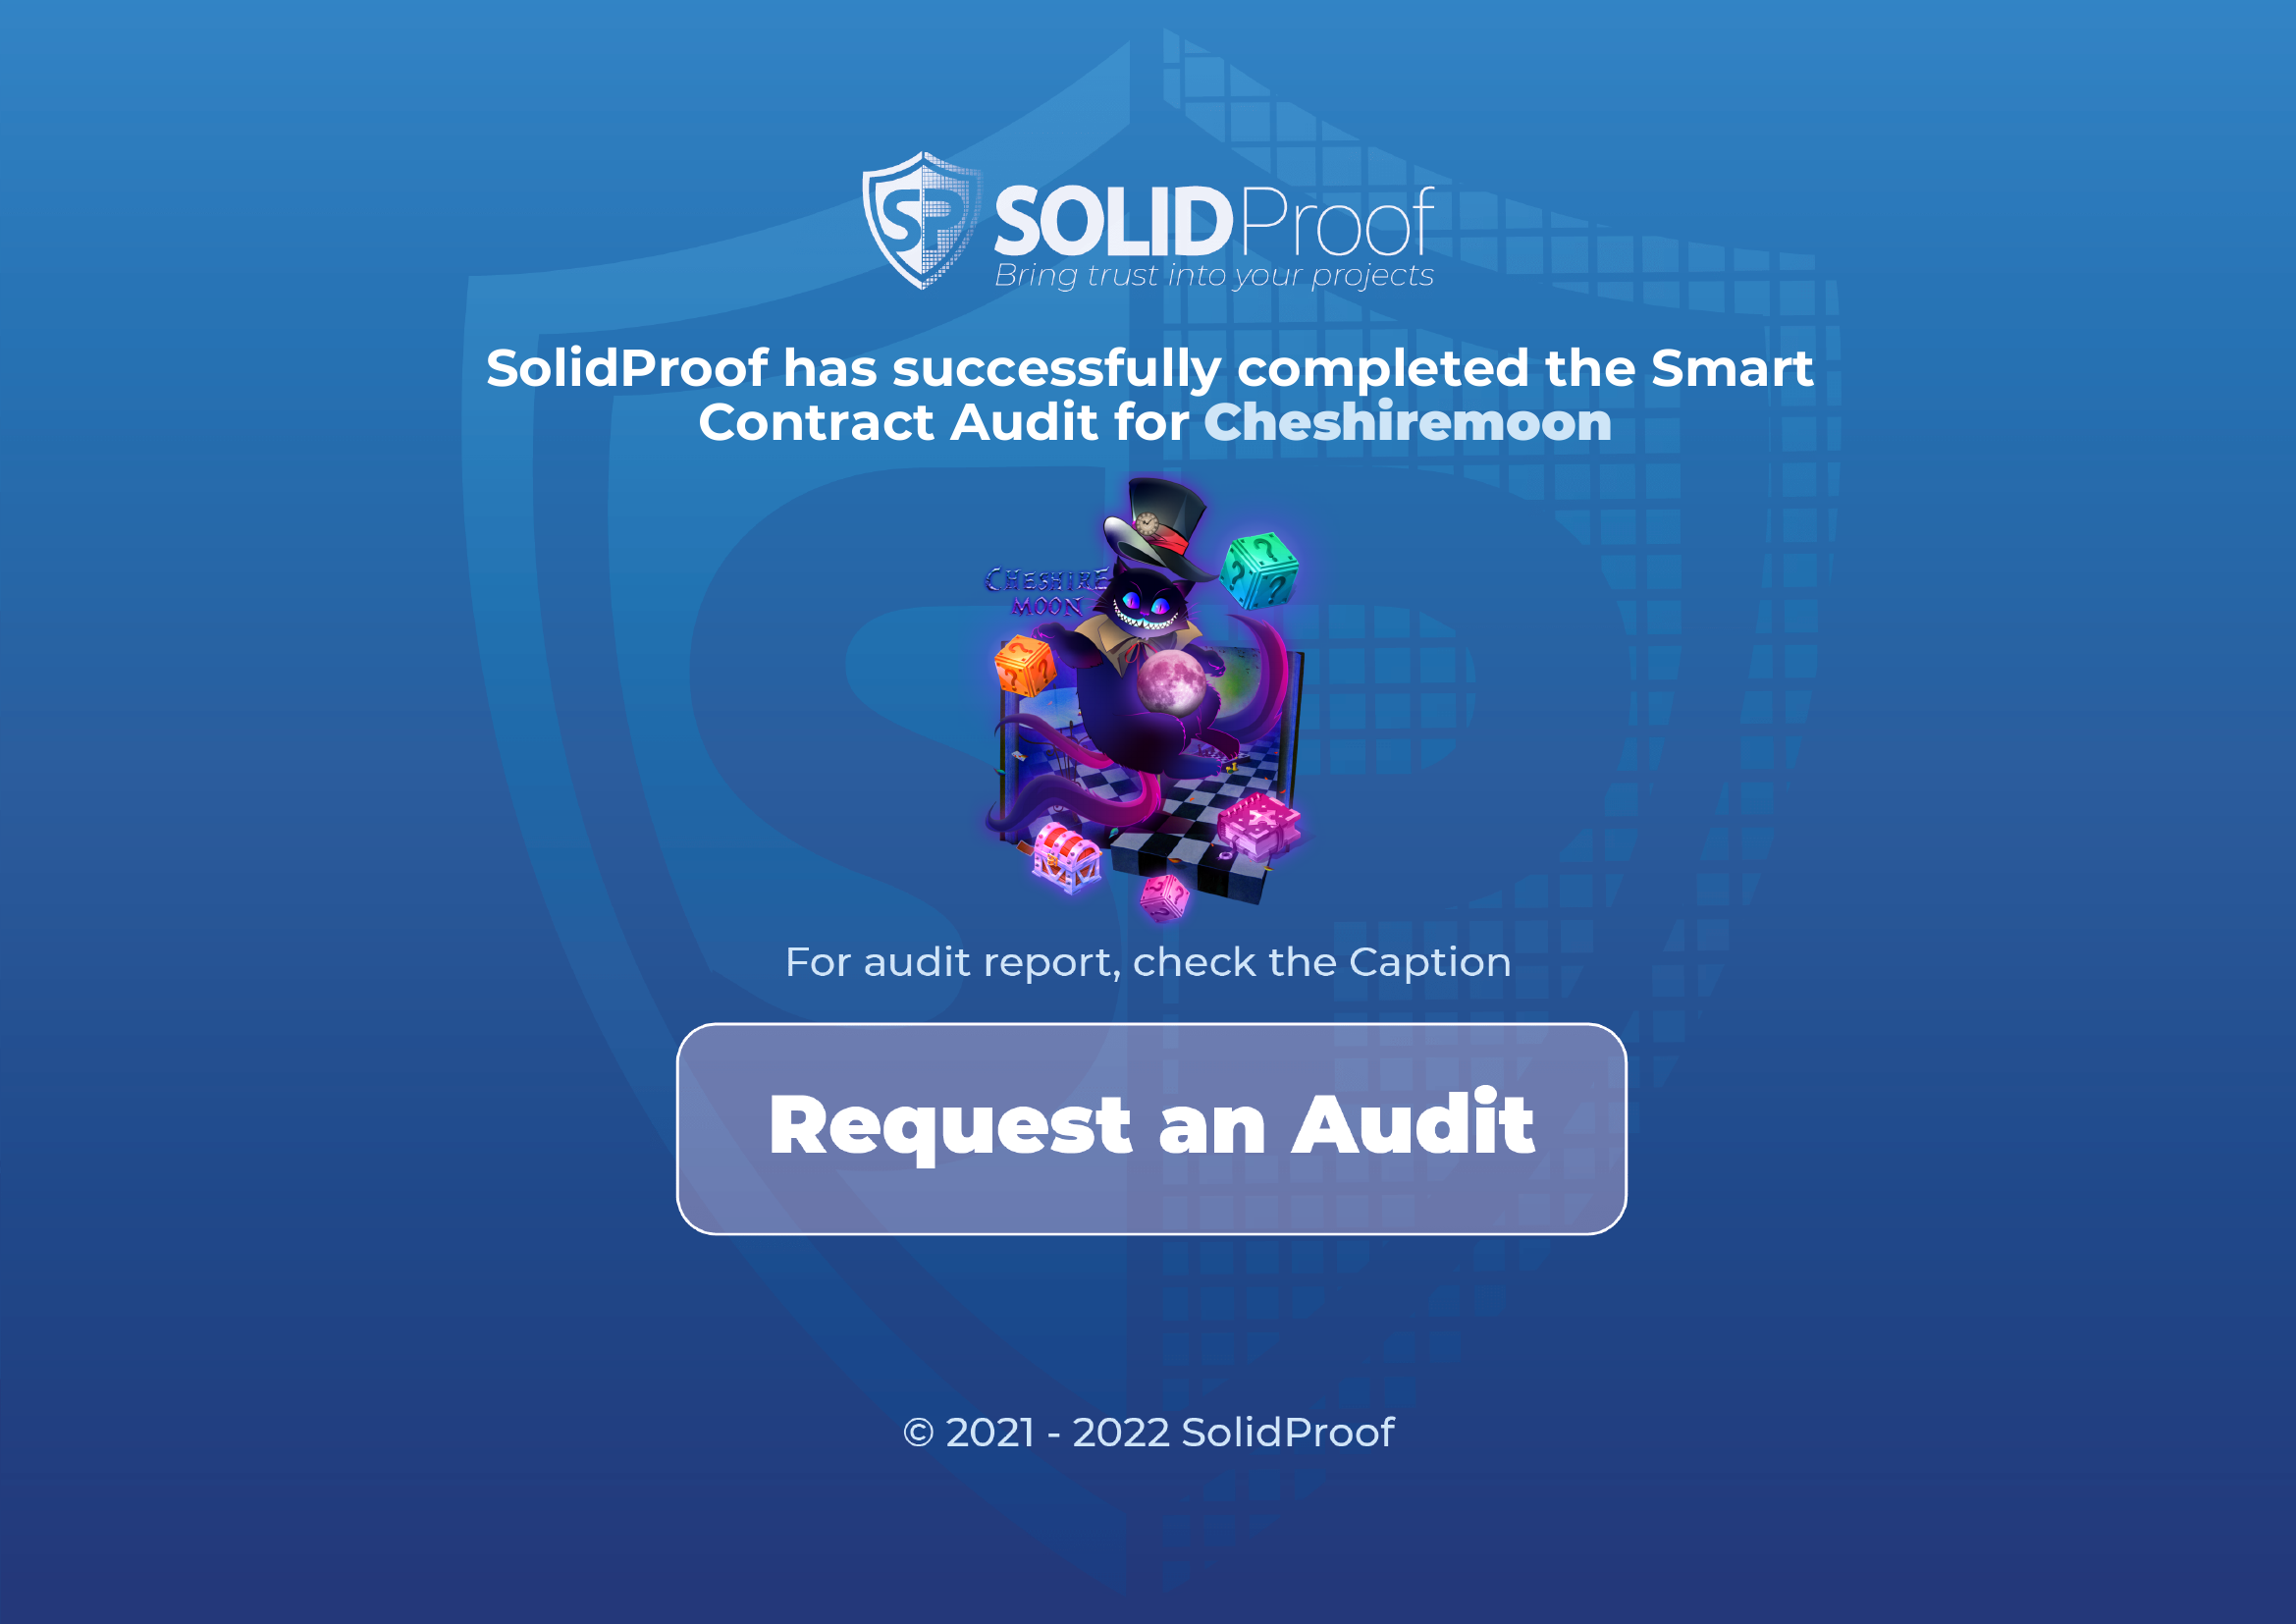 SP SOLIDProof
Bring trust into your projects
SolidProof has successfully completed the Smart
Contract Audit for Cheshiremoon
CHESHIRE
MOON
? ? ?
? ? ?
? ?
For audit report, check the Caption
Request an Audit
© 2021 - 2022 SolidProof